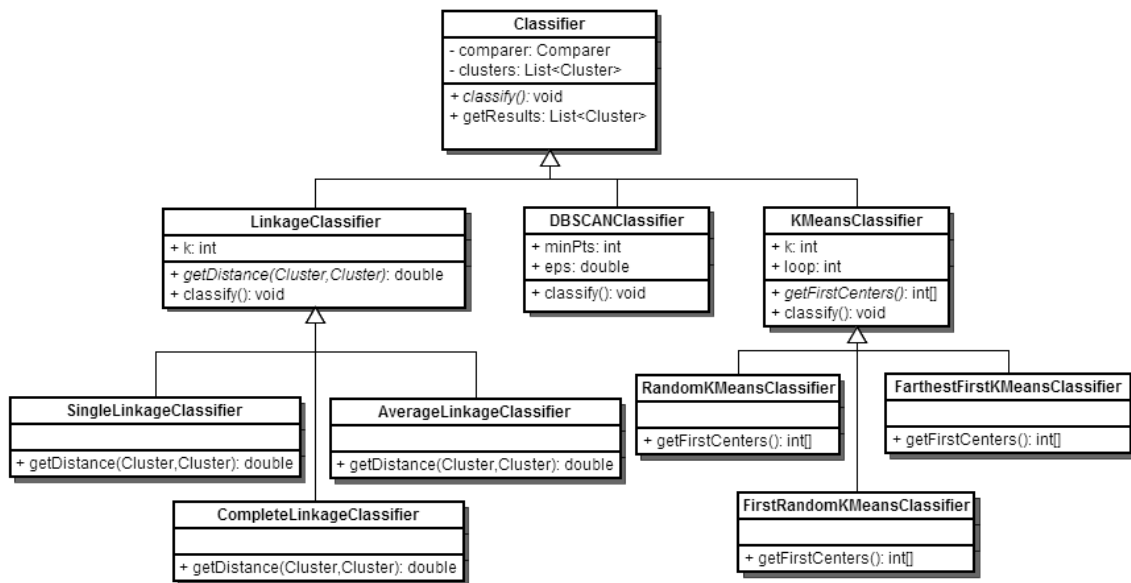 Classifier
- comparer: Comparer
- clusters: List<Cluster>
+ classify(): void
+ getResults: List<Cluster>
LinkageClassifier
+ k: int
+ getDistance(Cluster,Cluster): double
+ classify(): void
DBSCANClassifier
+ minPts: int
+ eps: double
+ classify(): void
KMeansClassifier
+ k: int
+ loop: int
+ getFirstCenters(): int[]
+ classify(): void
SingleLinkageClassifier
+ getDistance(Cluster,Cluster): double
AverageLinkageClassifier
+ getDistance(Cluster,Cluster): double
CompleteLinkageClassifier
+ getDistance(Cluster,Cluster): double
RandomKMeansClassifier
+ getFirstCenters(): int[]
FarthestFirstKMeansClassifier
+ getFirstCenters(): int[]
FirstRandomKMeansClassifier
+ getFirstCenters(): int[]